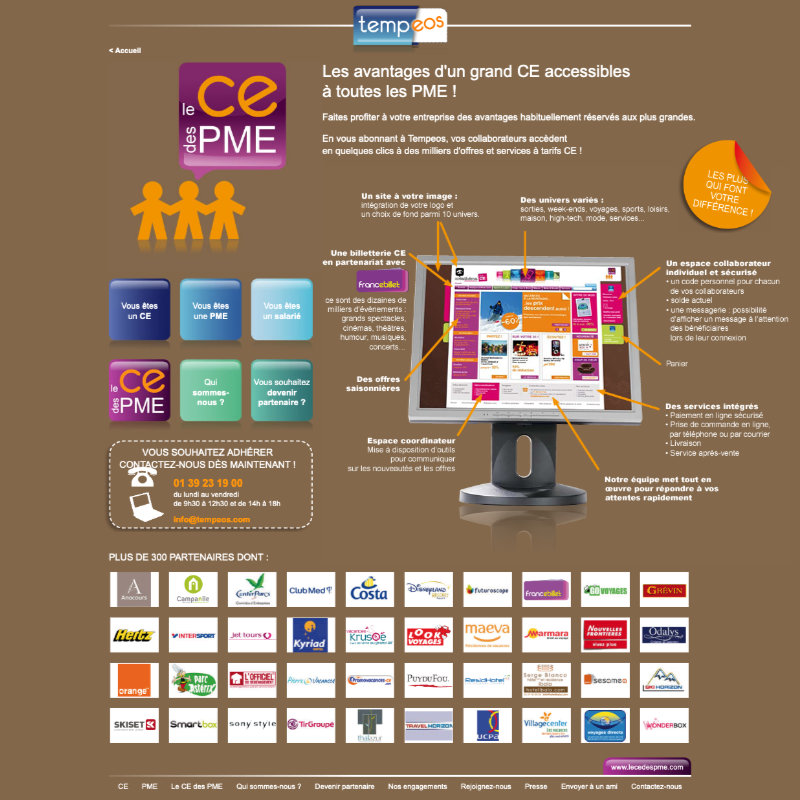 tempeos
< Accueil
le ce des PME
Les avantages d'un grand CE accessibles
à toutes les PME !
Faites profiter à votre entreprise des avantages habituellement réservés aux plus grandes.
En vous abonnant à Tempeos, vos collaborateurs accèdent
en quelques clics à des milliers d'offres et services à tarifs CE !
LES PLUS
QUI FONT
VOTRE
DIFFÉRENCE !
Un site à votre image :
intégration de votre logo et
un choix de fond parmi 10 univers.
Des univers variés :
sorties, week-ends, voyages, sports, loisirs,
maison, high-tech, mode, services...
Une billetterie CE
en partenariat avec
francebillet
ce sont des dizaines de
milliers d'évènements :
grands spectacles,
cinémas, théâtres,
humour, musiques,
concerts...
Des offres
saisonnières
Espace coordinateur
Mise à disposition d'outils
pour communiquer
sur les nouveautés et les offres
Un espace collaborateur
individuel et sécurisé
• un code personnel pour chacun
de vos collaborateurs
• solde actuel
• une messagerie : possibilité
d'afficher un message à l'attention
des bénéficiaires
lors de leur connexion
Panier
Des services intégrés
• Paiement en ligne sécurisé
• Prise de commande en ligne,
par téléphone ou par courrier
• Livraison
• Service après-vente
Notre équipe met tout en
œuvre pour répondre à vos
attentes rapidement
Vous êtes
un CE
Vous êtes
une PME
Vous êtes
un salarié
le ce des PME
Qui
sommes-
nous ?
Vous souhaitez
devenir
partenaire ?
VOUS SOUHAITEZ ADHÉRER
CONTACTEZ-NOUS DÈS MAINTENANT !
01 39 23 19 00
du lundi au vendredi
de 9h30 à 12h30 et de 14h à 18h
info@tempeos.com
PLUS DE 300 PARTENAIRES DONT :
A Anacours
Campanile
CenterParcs
Club Med
Costa
Disneyland
futuroscope
francebillet
GO VOYAGES
GRÉVIN
Hertz
INTERSPORT
jet tours
Kyriad
Krusoé
LOOK VOYAGES
maeva
Marmara
NOUVELLES FRONTIÈRES
Odalys
orange
parc Astérix
L'OFFICIEL
Pierre Vacances
Promovacances
PUY DU FOU
ResidHotel
Serge Blanco
sesame
SKI HORIZON
SKISET
Smartbox
sony style
TirGroupé
thalazur
TRAVELHORIZON
UCPA
Villagecenter
voyages directs
WONDERBOX
www.lecedespme.com
CE PME Le CE des PME Qui sommes-nous ? Devenir partenaire Nos engagements Rejoignez-nous Presse Envoyer à un ami Contactez-nous